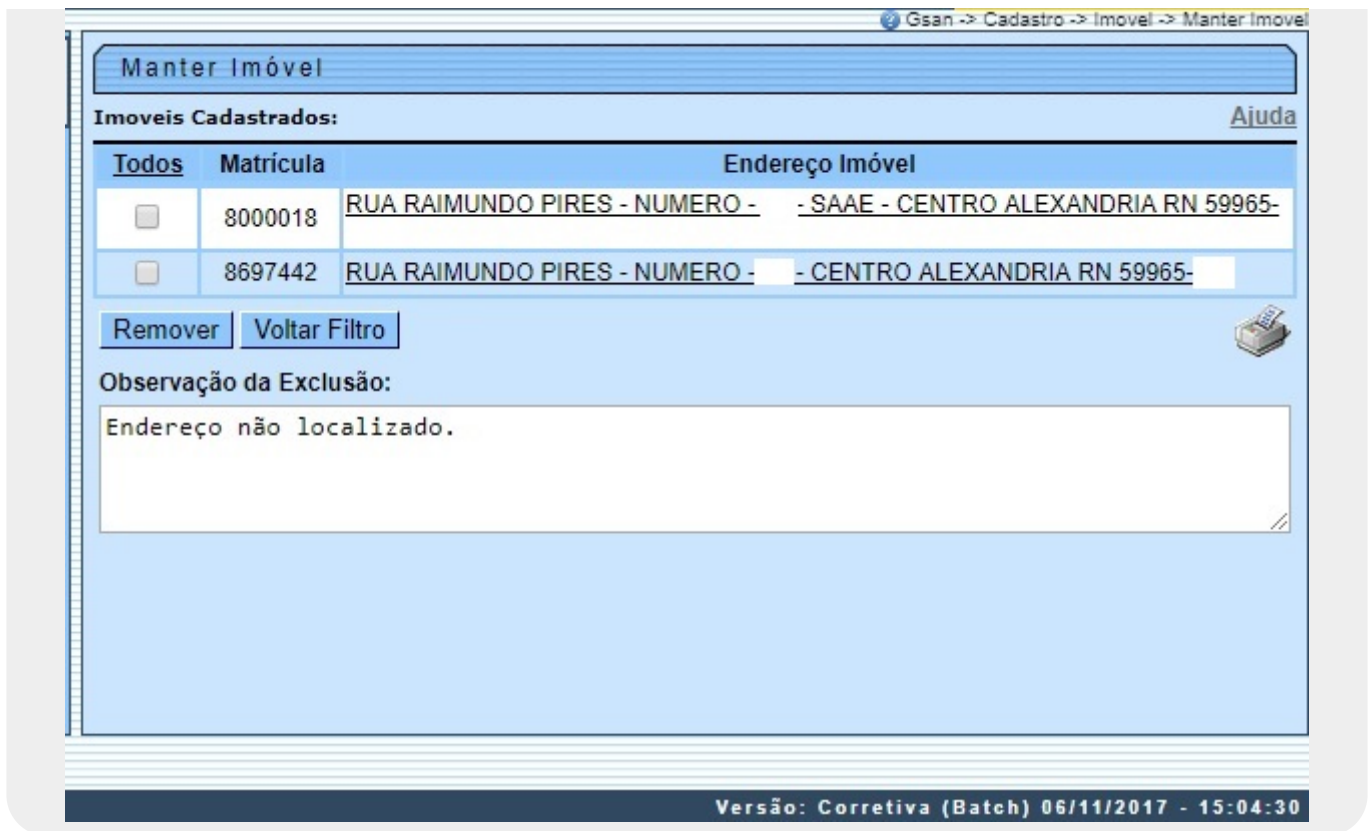 Gsan -> Cadastro -> Imovel -> Manter Imovel
Manter Imóvel
Imoveis Cadastrados: Ajuda
Todos Matrícula Endereço Imóvel
8000018 RUA RAIMUNDO PIRES - NUMERO - - SAAE - CENTRO ALEXANDRIA RN 59965-
8697442 RUA RAIMUNDO PIRES - NUMERO - - CENTRO ALEXANDRIA RN 59965-
Remover Voltar Filtro
Observação da Exclusão:
Endereço não localizado.
Versão: Corretiva (Batch) 06/11/2017 - 15:04:30